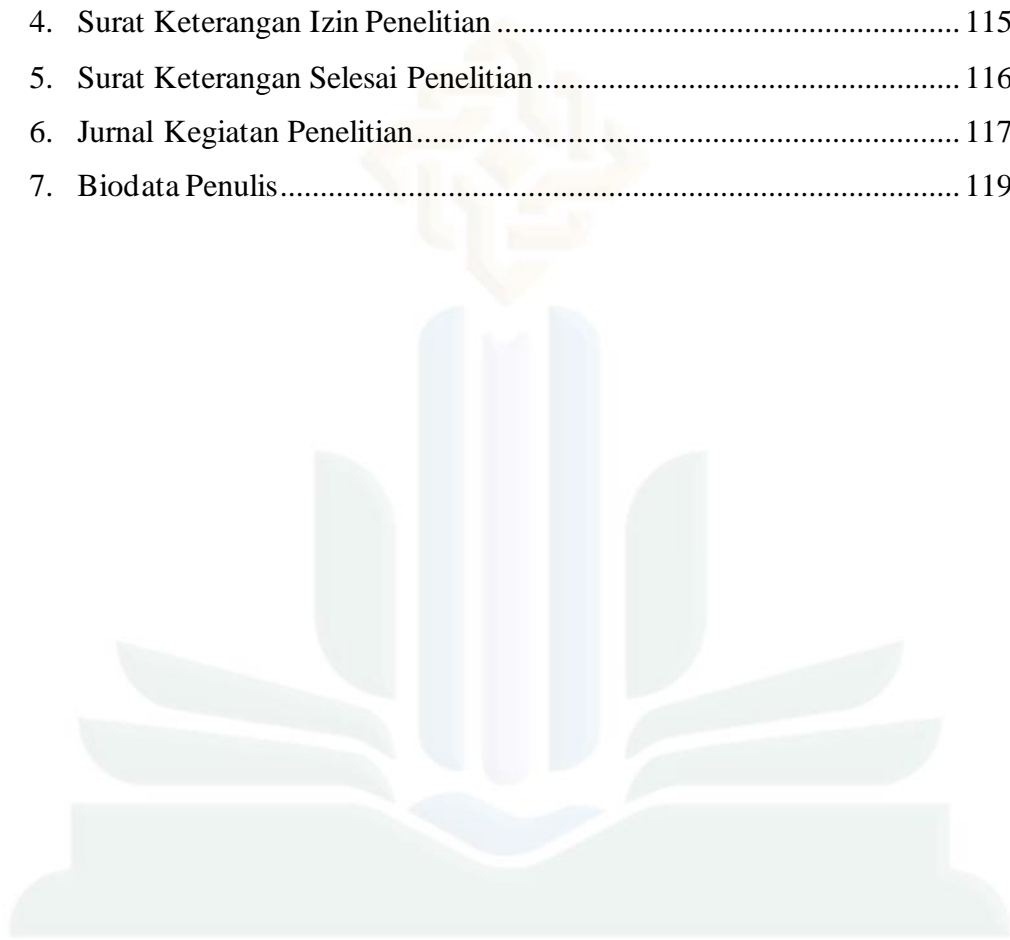 4. Surat Keterangan Izin Penelitian ........................................................ 115
5. Surat Keterangan Selesai Penelitian ................................................... 116
6. Jurnal Kegiatan Penelitian .................................................................. 117
7. Biodata Penulis ................................................................................... 119